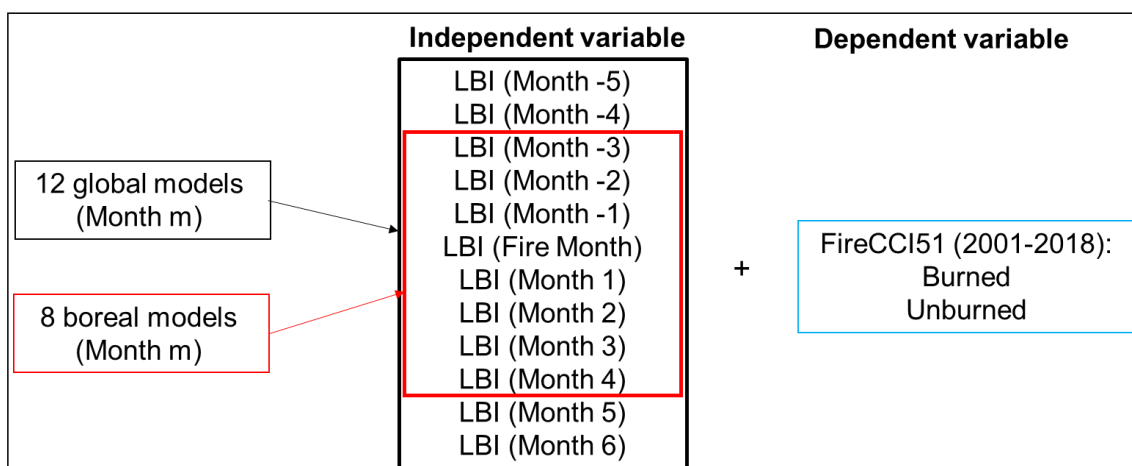 Independent variable
Dependent variable
LBI (Month -5)
LBI (Month -4)
LBI (Month -3)
LBI (Month -2)
LBI (Month -1)
LBI (Fire Month)
LBI (Month 1)
LBI (Month 2)
LBI (Month 3)
LBI (Month 4)
LBI (Month 5)
LBI (Month 6)
12 global models
(Month m)
8 boreal models
(Month m)
+
FireCCI51 (2001-2018):
Burned
Unburned